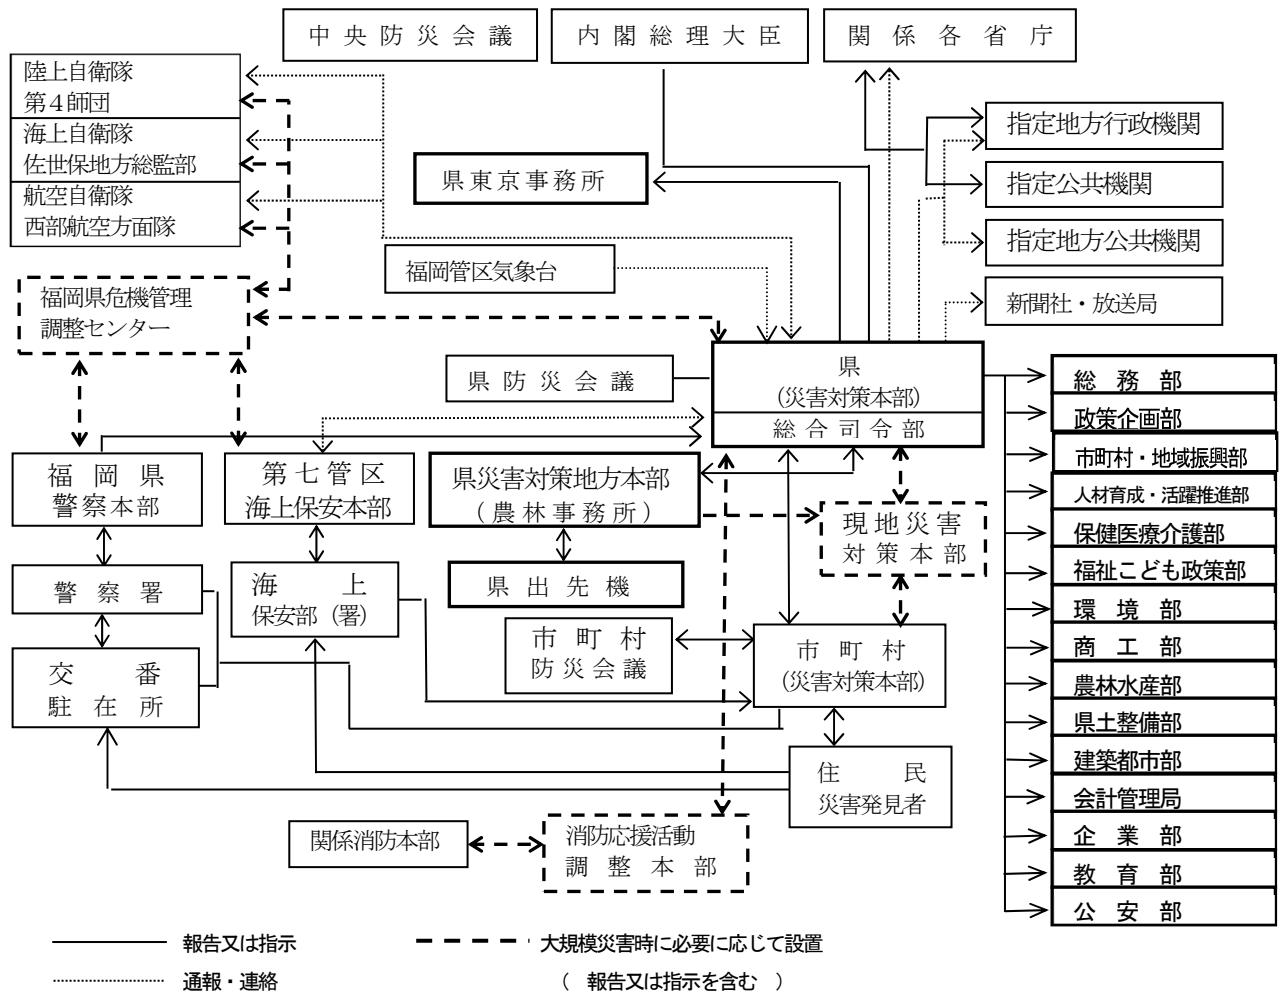 中央防災会議
内閣総理大臣
関係各省庁
陸上自衛隊
第４師団
海上自衛隊
佐世保地方総監部
航空自衛隊
西部航空方面隊
県東京事務所
指定地方行政機関
指定公共機関
指定地方公共機関
福岡管区気象台
新聞社・放送局
福岡県危機管理
調整センター
県防災会議
県
（災害対策本部）
総合司令部
総務部
政策企画部
市町村・地域振興部
人材育成・活躍推進部
保健医療介護部
福祉こども政策部
環境部
商工部
農林水産部
県土整備部
建築都市部
会計管理局
企業部
教育部
公安部
福岡県
警察本部
第七管区
海上保安本部
県災害対策地方本部
（農林事務所）
現地災害
対策本部
警察署
海上
保安部（署）
県出先機
市町村
防災会議
市町村
（災害対策本部）
交番
駐在所
住民
災害発見者
関係消防本部
消防応援活動
調整本部
報告又は指示
大規模災害時に必要に応じて設置
通報・連絡
（　報告又は指示を含む　）